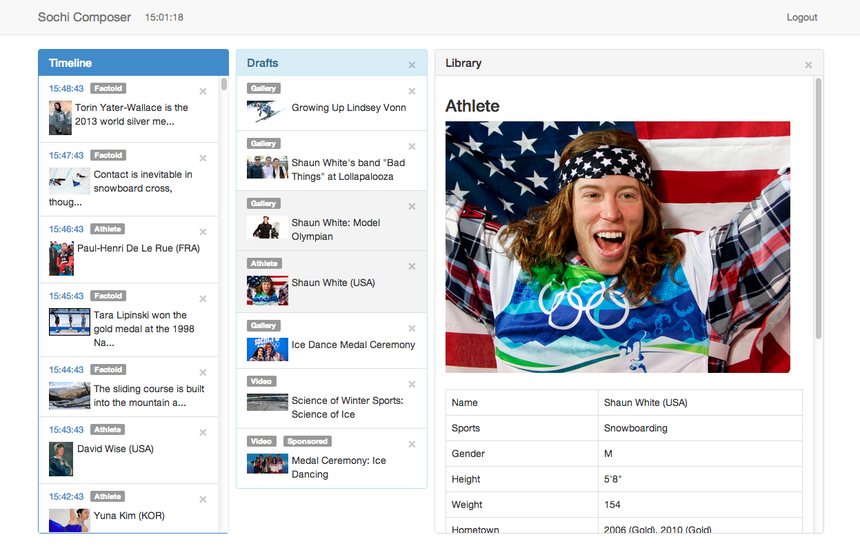 Sochi Composer 15:01:18 Logout
Timeline
15:48:43 Factoid
Torin Yater-Wallace is the
2013 world silver me...
15:47:43 Factoid
Contact is inevitable in
snowboard cross,
thoug...
15:46:43 Athlete
Paul-Henri De Le Rue (FRA)
15:45:43 Factoid
Tara Lipinski won the
gold medal at the 1998
Na...
15:44:43 Factoid
The sliding course is built
into the mountain a...
15:43:43 Athlete
David Wise (USA)
15:42:43 Athlete
Yuna Kim (KOR)
Drafts
Gallery
Growing Up Lindsey Vonn
Gallery
Shaun White's band "Bad
Things" at Lollapalooza
Gallery
Shaun White: Model
Olympian
Athlete
Shaun White (USA)
Gallery
Ice Dance Medal Ceremony
Video
Science of Winter Sports:
Science of Ice
Video Sponsored
Medal Ceremony: Ice
Dancing
Library
Athlete
Name Shaun White (USA)
Sports Snowboarding
Gender M
Height 5'8"
Weight 154
Hometown 2006 (Gold), 2010 (Gold)